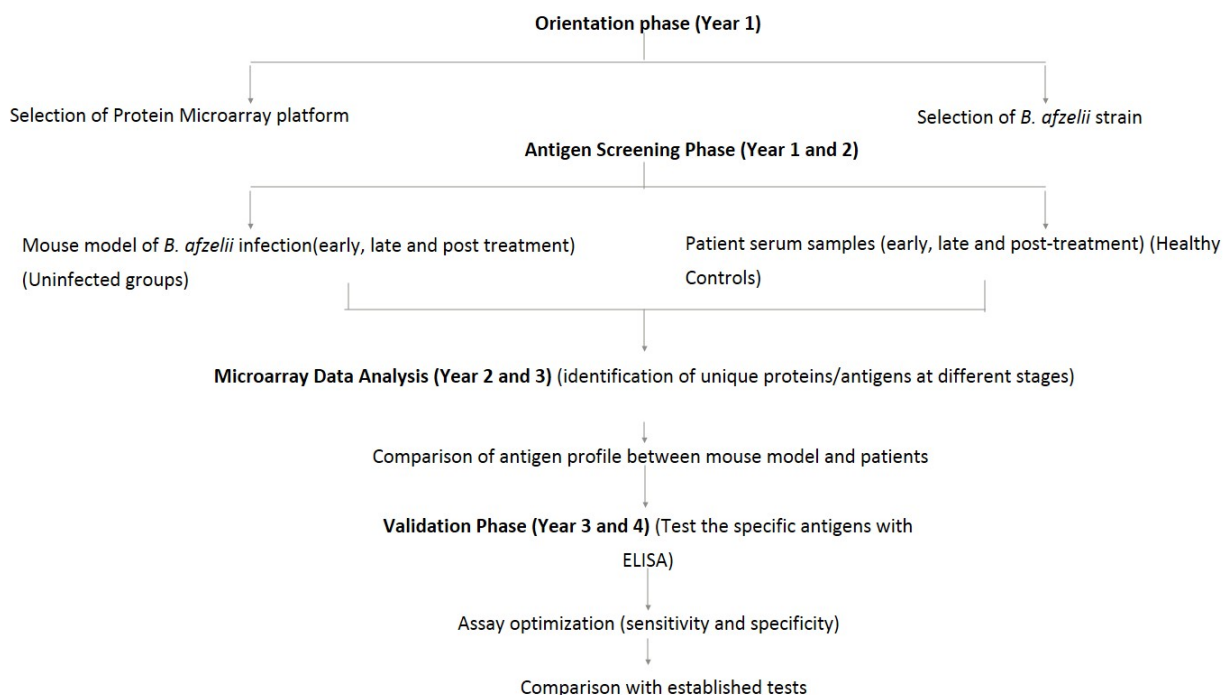 Orientation phase (Year 1)
Selection of Protein Microarray platform
Selection of B. afzelii strain
Antigen Screening Phase (Year 1 and 2)
Mouse model of B. afzelii infection(early, late and post treatment)
(Uninfected groups)
Patient serum samples (early, late and post-treatment) (Healthy
Controls)
Microarray Data Analysis (Year 2 and 3) (identification of unique proteins/antigens at different stages)
Comparison of antigen profile between mouse model and patients
Validation Phase (Year 3 and 4) (Test the specific antigens with
ELISA)
Assay optimization (sensitivity and specificity)
Comparison with established tests